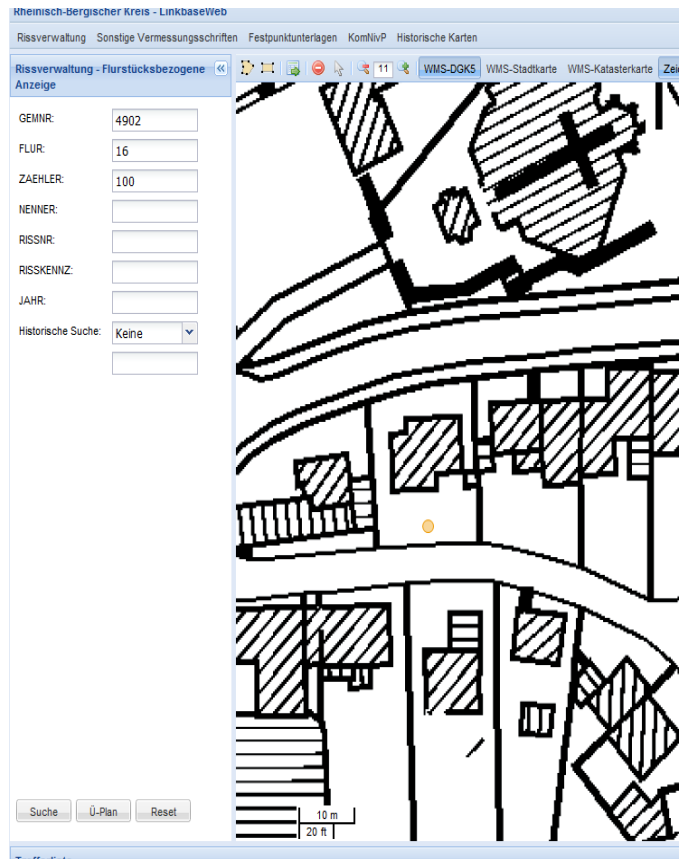 Rheinisch-Bergischer Kreis - LinkbaseWeb
Rissverwaltung Sonstige Vermessungsschriften Festpunktunterlagen KomNivP Historische Karten
Rissverwaltung - Flurstücksbezogene Anzeige
11 WMS-DGK5 WMS-Stadtkarte WMS-Katasterkarte Zei
GEMNR: 4902
FLUR: 16
ZAEHLER: 100
NENNER:
RISSNR:
RISSKENNZ:
JAHR:
Historische Suche: Keine
Suche Ü-Plan Reset
10 m
20 ft